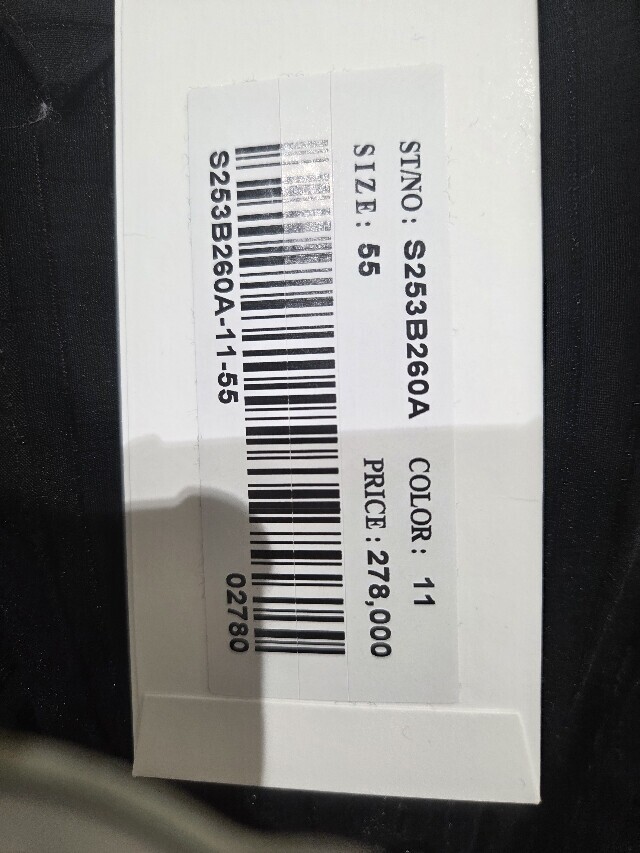 ST/NO: S253B260A COLOR: 11
SIZE: 55 PRICE: 278,000
S253B260A-11-55 02780